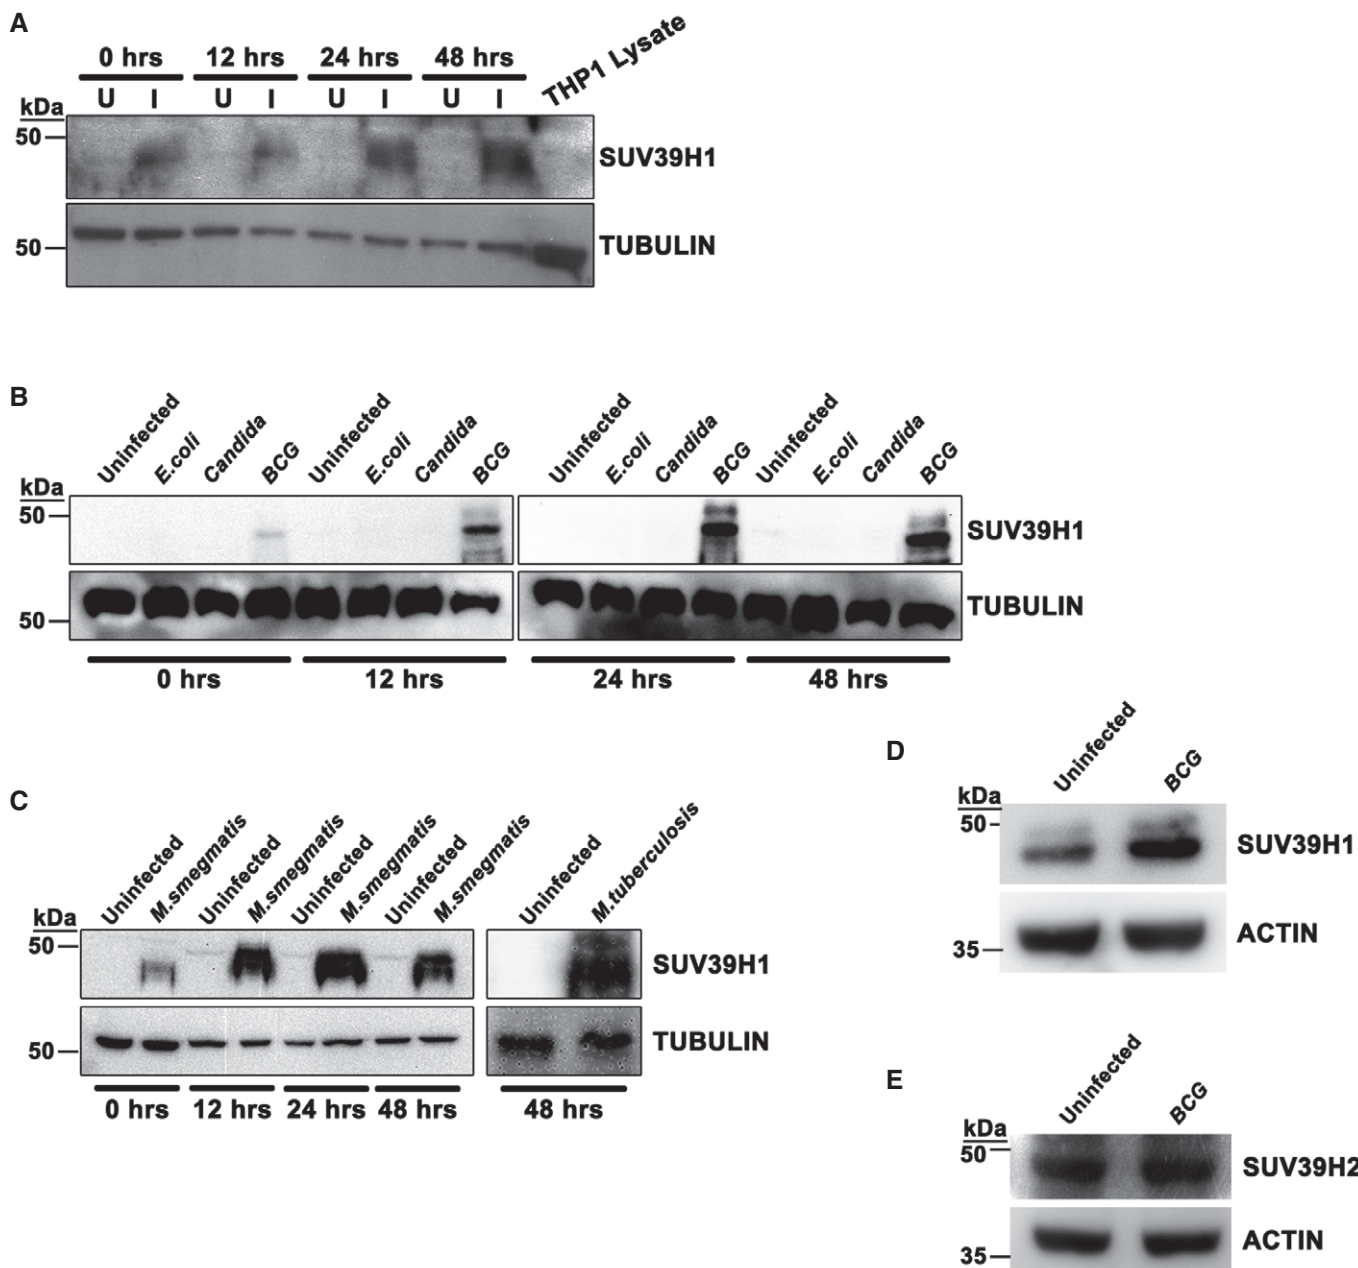 A
0 hrs 12 hrs 24 hrs 48 hrs THP1 Lysate
kDa U I U I U I U I
50 SUV39H1
50 TUBULIN
B
Uninfected E.coli Candida BCG Uninfected E.coli Candida BCG Uninfected E.coli Candida BCG Uninfected E.coli Candida BCG
kDa
50 SUV39H1
50 TUBULIN
0 hrs 12 hrs 24 hrs 48 hrs
C
Uninfected M.smegmatis Uninfected M.smegmatis Uninfected M.smegmatis Uninfected M.smegmatis Uninfected M.tuberculosis
kDa
50 SUV39H1
50 TUBULIN
0 hrs 12 hrs 24 hrs 48 hrs 48 hrs
D
Uninfected BCG
kDa
50 SUV39H1
35 ACTIN
E
Uninfected BCG
kDa
50 SUV39H2
35 ACTIN